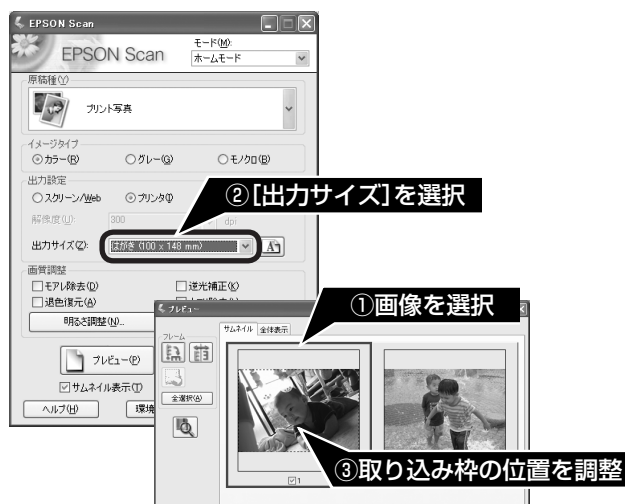 EPSON Scan
EPSON Scan
モード(M):
ホームモード
原稿種(Y)
プリント写真
イメージタイプ
カラー(R)
グレー(G)
モノクロ(B)
出力設定
スクリーン/Web
プリンタ(I)
②[出力サイズ]を選択
解像度(U):
300
dpi
出力サイズ(Z):
はがき (100 x 148 mm)
画質調整
モアレ除去(D)
逆光補正(K)
退色復元(A)
明るさ調整(N)...
プレビュー(P)
サムネイル表示(T)
ヘルプ(H)
環境
プレビュー
①画像を選択
フレーム
サムネイル
全体表示
全選択(A)
③取り込み枠の位置を調整
1